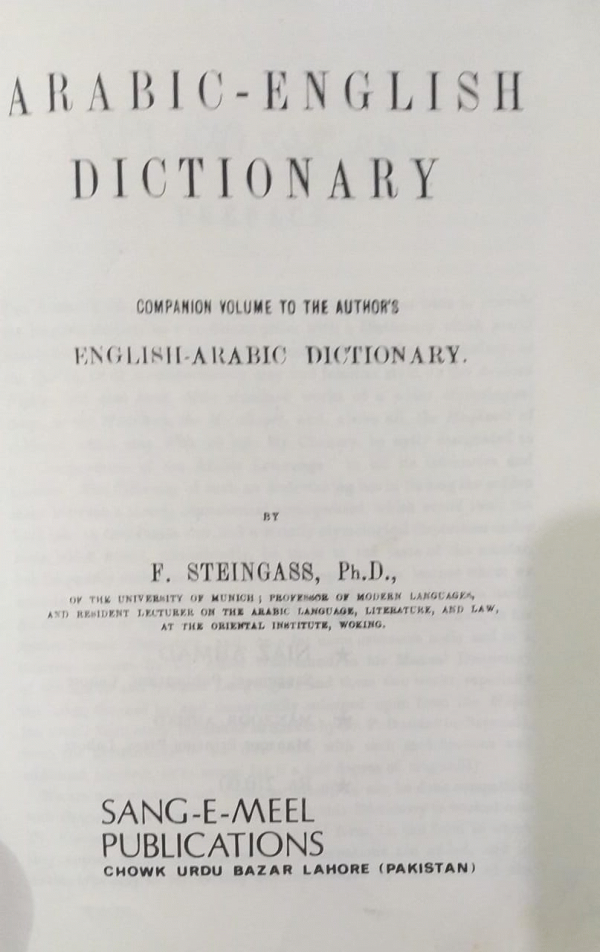 ARABIC-ENGLISH
DICTIONARY
COMPANION VOLUME TO THE AUTHOR'S
ENGLISH-ARABIC DICTIONARY.
BY
F. STEINGASS, Ph.D.,
OF THE UNIVERSITY OF MUNICH; PROFESSOR OF MODERN LANGUAGES,
AND RESIDENT LECTURER ON THE ARABIC LANGUAGE, LITERATURE, AND LAW,
AT THE ORIENTAL INSTITUTE, WOKING.
SANG-E-MEEL
PUBLICATIONS
CHOWK URDU BAZAR LAHORE (PAKISTAN)